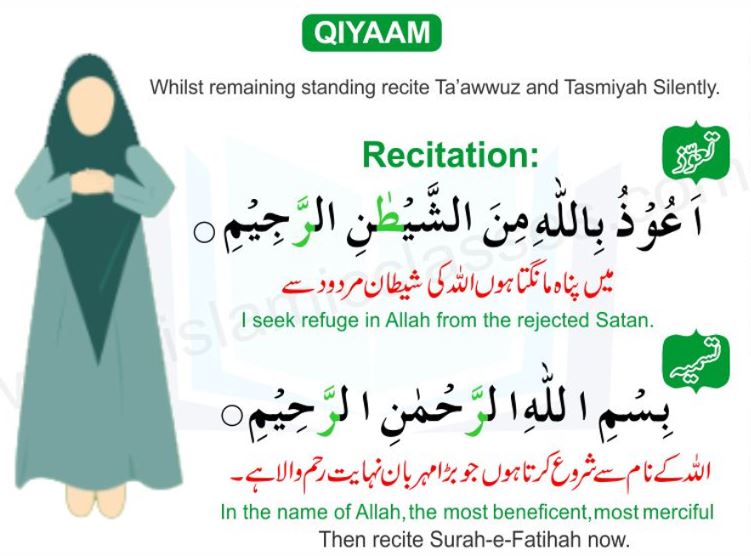 QIYAAM
Whilst remaining standing recite Ta'awwuz and Tasmiyah Silently.
Recitation:
تعوّذ
اَعُوْذُ بِاللّٰهِ مِنَ الشَّيْطٰنِ الرَّجِيْمِ ○
میں پناہ مانگتا ہوں اللہ کی شیطان مردود سے
I seek refuge in Allah from the rejected Satan.
تسمیہ
بِسْمِ اللّٰهِ الرَّحْمٰنِ الرَّحِيْمِ ○
اللہ کے نام سے شروع کرتا ہوں جو بڑا مہربان نہایت رحم والا ہے۔
In the name of Allah, the most beneficent, most merciful
Then recite Surah-e-Fatihah now.